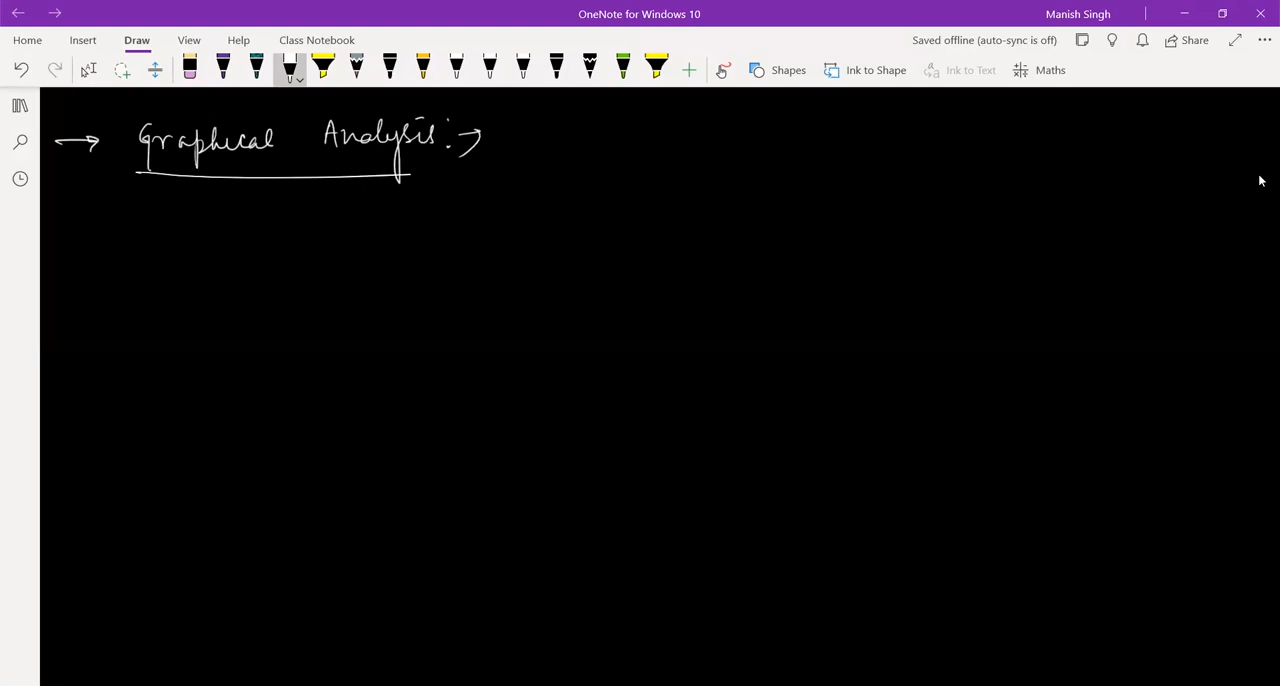 OneNote for Windows 10
Manish Singh
Home Insert Draw View Help Class Notebook
Saved offline (auto-sync is off) Share
Shapes Ink to Shape Ink to Text Maths
→ Graphical Analysis :→